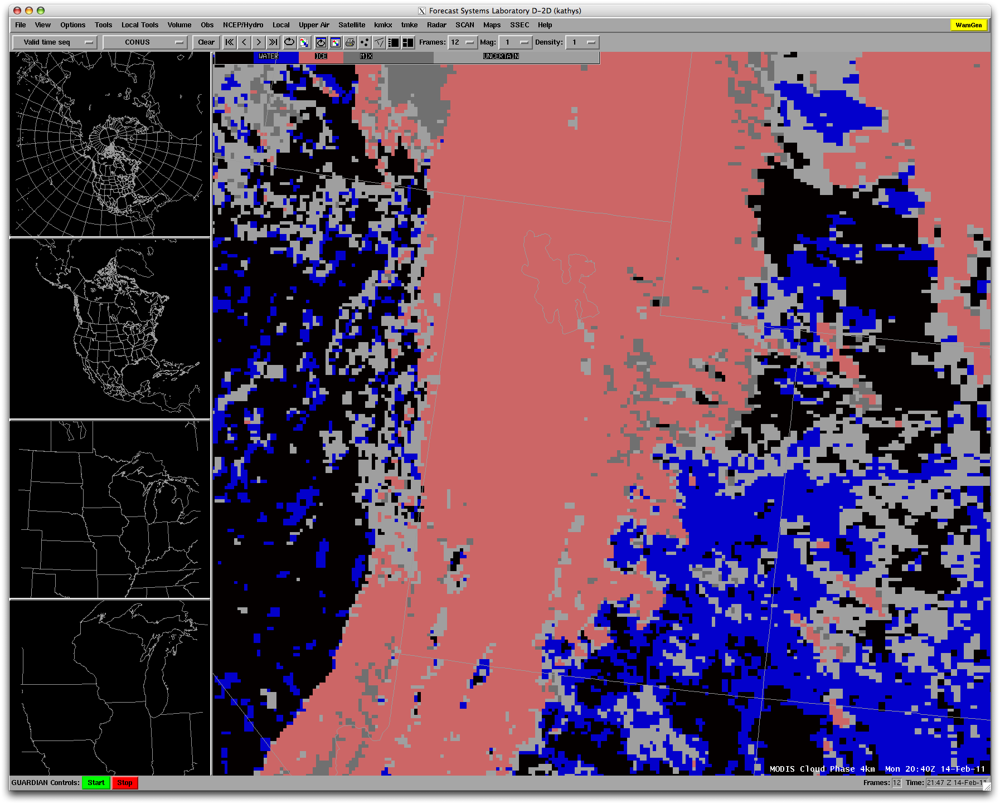 Forecast Systems Laboratory D-2D (kathys)
File View Options Tools Local Tools Volume Obs NCEP/Hydro Local Upper Air Satellite kmkx tmke Radar SCAN Maps SSEC Help WarnGen
Valid time seq CONUS Clear Frames: 12 Mag: 1 Density: 1
WATER ICE MIX UNCERTAIN
MODIS Cloud Phase 4km Mon 20:40Z 14-Feb-11
GUARDIAN Controls: Start Stop Frames: 12 Time: 21:47 Z 14-Feb-11